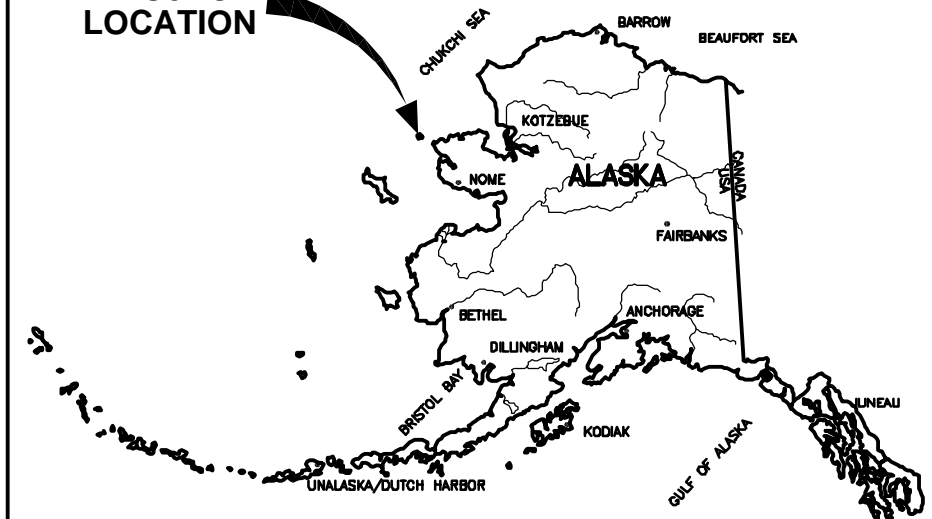 LOCATION
BARROW
BEAUFORT SEA
CHUKCHI SEA
KOTZEBUE
ALASKA
CANADA
USA
NOME
FAIRBANKS
BETHEL
ANCHORAGE
DILLINGHAM
BRISTOL BAY
JUNEAU
KODIAK
GULF OF ALASKA
UNALASKA/DUTCH HARBOR